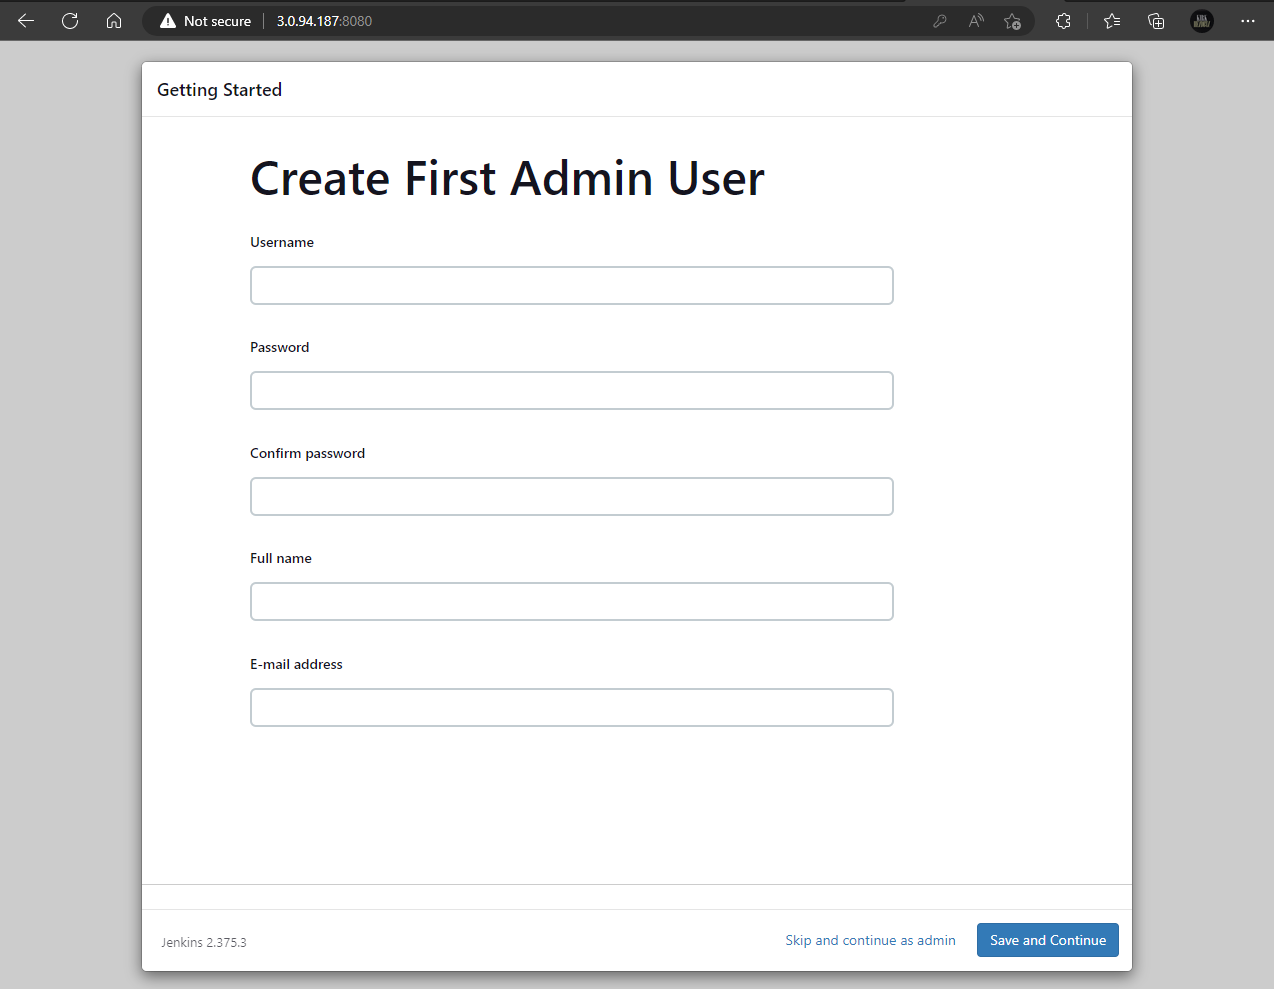 Not secure 3.0.94.187:8080
Getting Started
Create First Admin User
Username
Password
Confirm password
Full name
E-mail address
Jenkins 2.375.3
Skip and continue as admin
Save and Continue